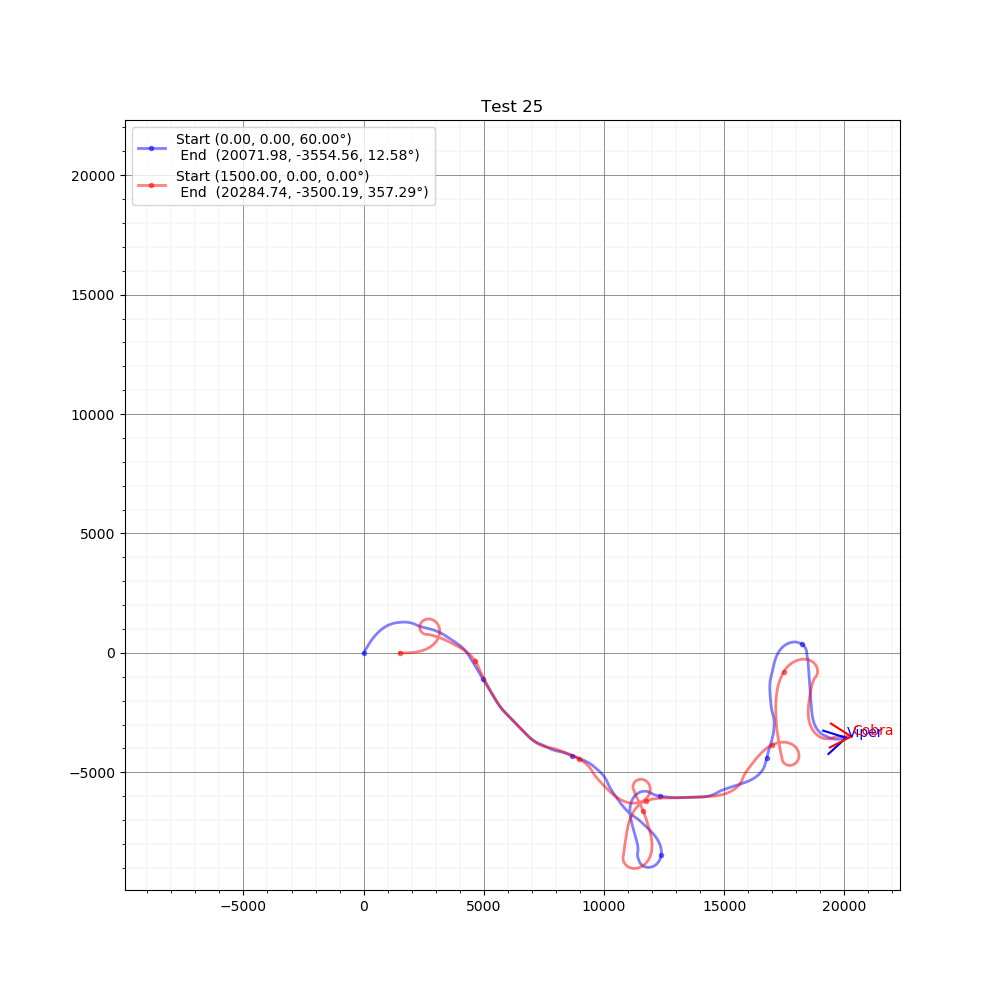 Test 25
Start (0.00, 0.00, 60.00°)
End (20071.98, -3554.56, 12.58°)
Start (1500.00, 0.00, 0.00°)
End (20284.74, -3500.19, 357.29°)
20000
15000
10000
5000
0
−5000
Cobra
Viper
−5000
0
5000
10000
15000
20000